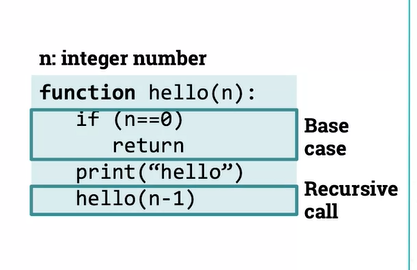 n: integer number
function hello(n):
if (n==0)
return
Base
case
print(“hello”)
hello(n-1)
Recursive
call